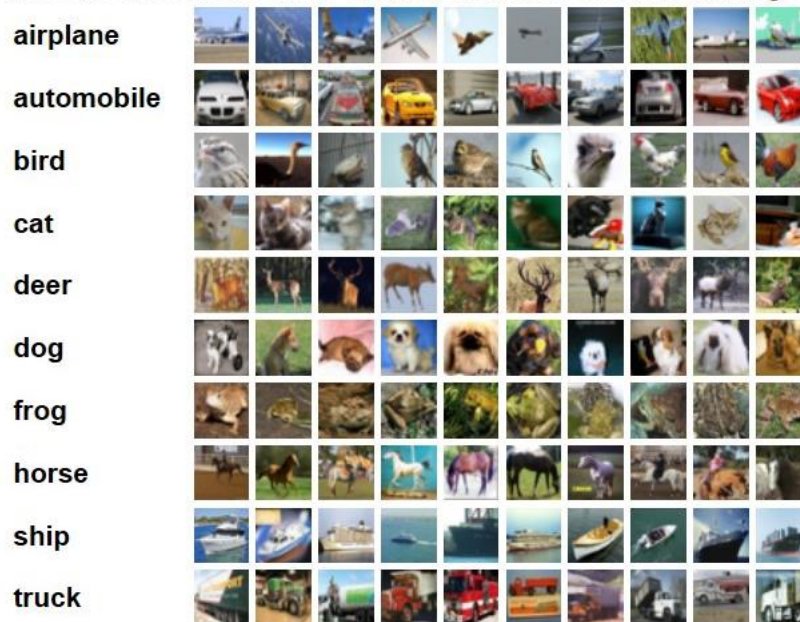 airplane
automobile
bird
cat
deer
dog
frog
horse
ship
truck